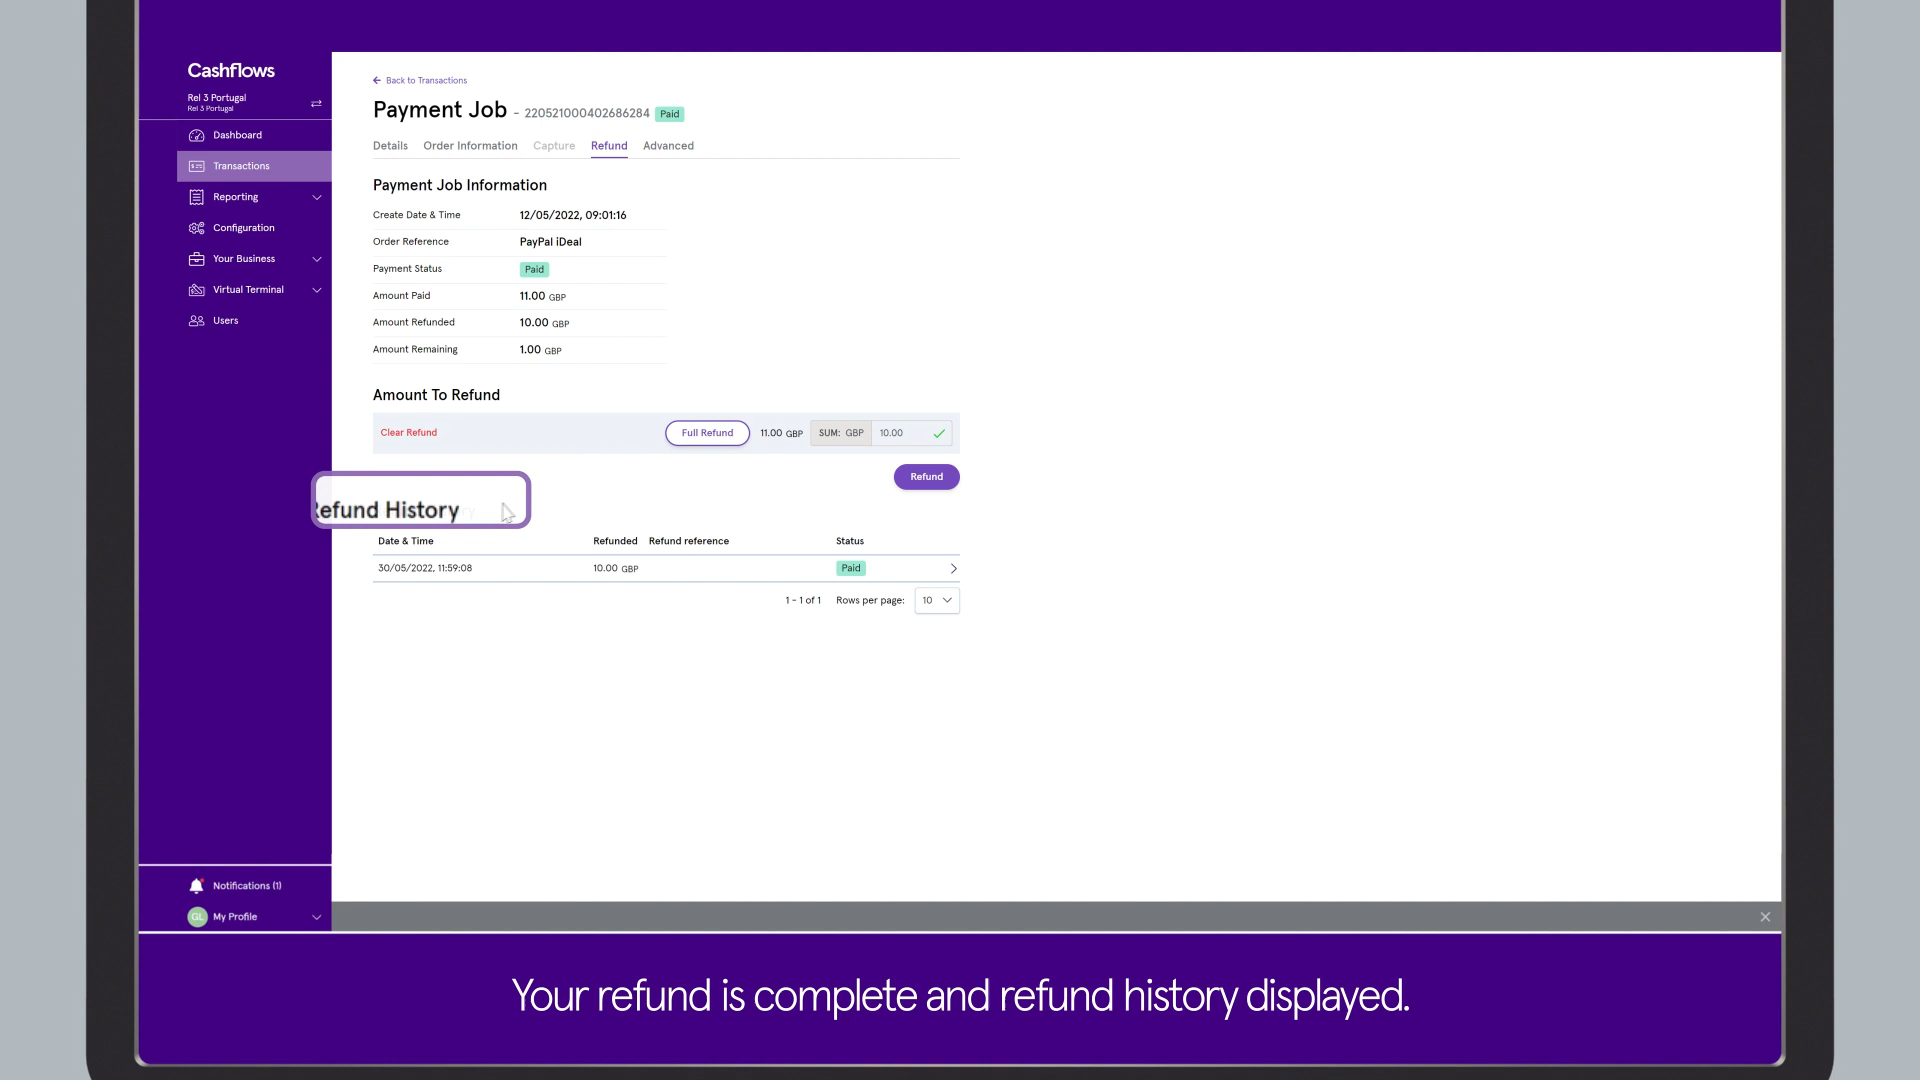 Cashflows
Rel 3 Portugal
Rel 3 Portugal
Dashboard
Transactions
Reporting
Configuration
Your Business
Virtual Terminal
Users
Notifications (1)
GL My Profile
Back to Transactions
Payment Job - 220521000402686284 Paid
Details Order Information Capture Refund Advanced
Payment Job Information
Create Date & Time 12/05/2022, 09:01:16
Order Reference PayPal iDeal
Payment Status Paid
Amount Paid 11.00 GBP
Amount Refunded 10.00 GBP
Amount Remaining 1.00 GBP
Amount To Refund
Clear Refund Full Refund 11.00 GBP SUM: GBP 10.00
Refund
Refund History
Date & Time Refunded Refund reference Status
30/05/2022, 11:59:08 10.00 GBP Paid
1 - 1 of 1 Rows per page: 10
Your refund is complete and refund history displayed.